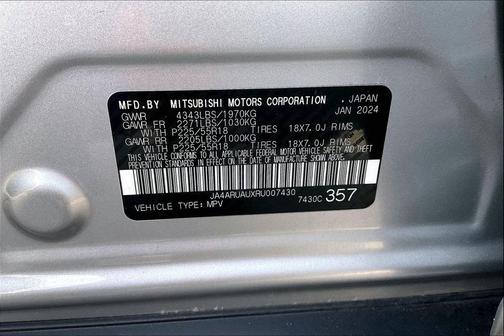 MFD.BY MITSUBISHI MOTORS CORPORATION , JAPAN
GVWR 4343LBS/1970KG JAN 2024
GAWR FR 2271LBS/1030KG
WITH P225/55R18 TIRES 18X7.0J RIMS
GAWR RR 2205LBS/1000KG
WITH P225/55R18 TIRES 18X7.0J RIMS
THIS VEHICLE CONFORMS TO ALL APPLICABLE FEDERAL MOTOR VEHICLE
SAFETY, BUMPER, AND THEFT PREVENTION STANDARDS IN EFFECT ON
THE DATE OF MANUFACTURE SHOWN ABOVE.
JA4ARUAUXRU007430
VEHICLE TYPE: MPV 7430C 357